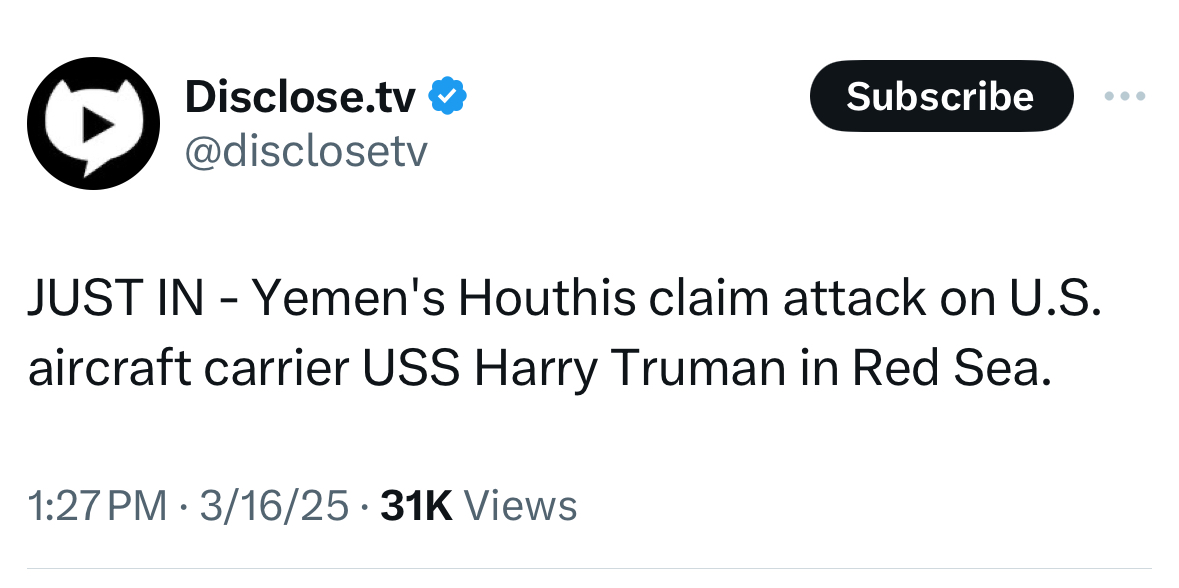 Disclose.tv
@disclosetv
Subscribe
JUST IN - Yemen's Houthis claim attack on U.S.
aircraft carrier USS Harry Truman in Red Sea.
1:27 PM · 3/16/25 · 31K Views